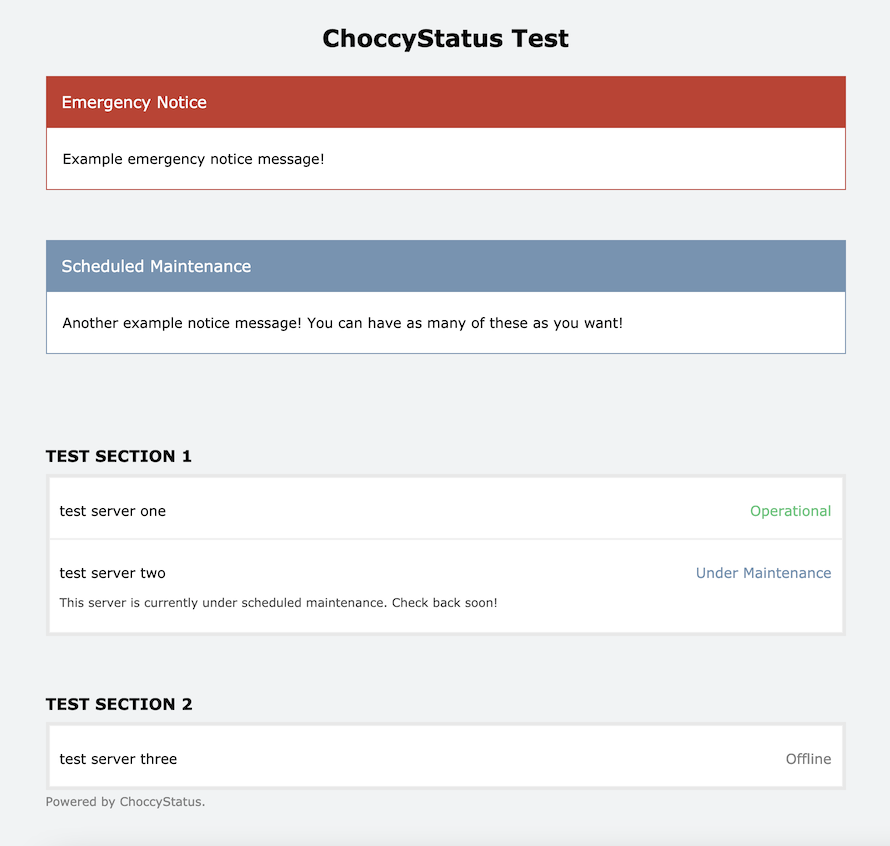 ChoccyStatus Test
Emergency Notice
Example emergency notice message!
Scheduled Maintenance
Another example notice message! You can have as many of these as you want!
TEST SECTION 1
test server one Operational
test server two Under Maintenance
This server is currently under scheduled maintenance. Check back soon!
TEST SECTION 2
test server three Offline
Powered by ChoccyStatus.